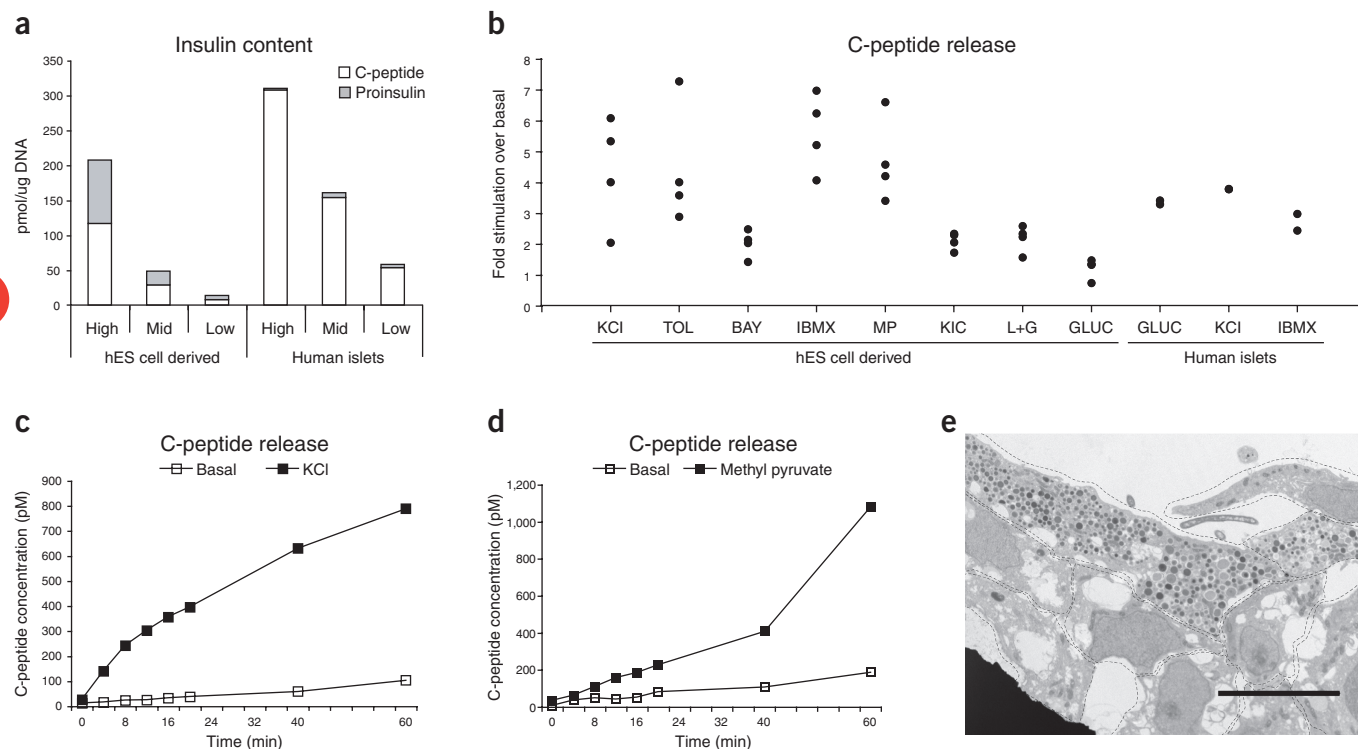 a
Insulin content
350
300
250
200
150
100
50
0
pmol/ug DNA
C-peptide
Proinsulin
High Mid Low High Mid Low
hES cell derived Human islets
b
C-peptide release
8
7
6
5
4
3
2
1
0
Fold stimulation over basal
KCl TOL BAY IBMX MP KIC L+G GLUC GLUC KCl IBMX
hES cell derived Human islets
c
C-peptide release
Basal KCl
900
800
700
600
500
400
300
200
100
0
C-peptide concentration (pM)
0 8 16 24 32 40 60
Time (min)
d
C-peptide release
Basal Methyl pyruvate
1,200
1,000
800
600
400
200
0
C-peptide concentration (pM)
0 8 16 24 32 40 60
Time (min)
e